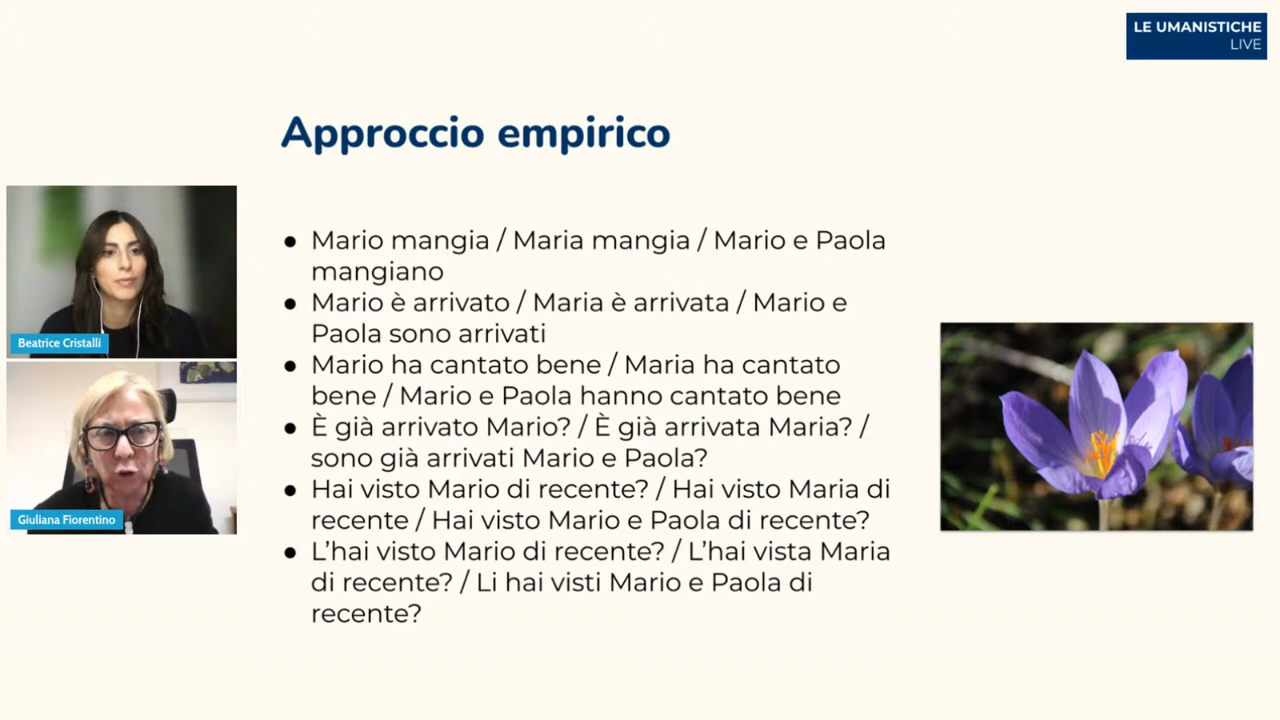 LE UMANISTICHE
LIVE
Approccio empirico
● Mario mangia / Maria mangia / Mario e Paola
mangiano
● Mario è arrivato / Maria è arrivata / Mario e
Paola sono arrivati
● Mario ha cantato bene / Maria ha cantato
bene / Mario e Paola hanno cantato bene
● È già arrivato Mario? / È già arrivata Maria? /
sono già arrivati Mario e Paola?
● Hai visto Mario di recente? / Hai visto Maria di
recente / Hai visto Mario e Paola di recente?
● L’hai visto Mario di recente? / L’hai vista Maria
di recente? / Li hai visti Mario e Paola di
recente?
Beatrice Cristalli
Giuliana Fiorentino